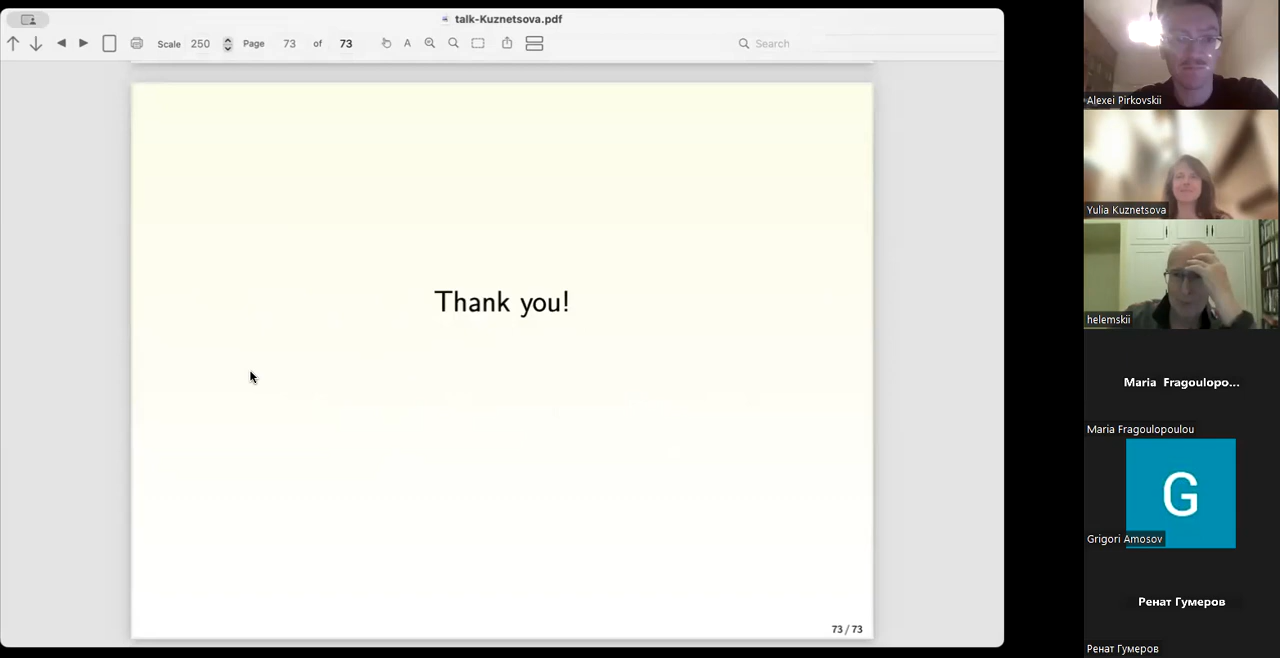 talk-Kuznetsova.pdf
Scale 250 Page 73 of 73 A Search
Thank you!
73 / 73
Alexei Pirkovskii
Yulia Kuznetsova
helemskii
Maria Fragoulopo...
Maria Fragoulopoulou
G
Grigori Amosov
Ренат Гумеров
Ренат Гумеров